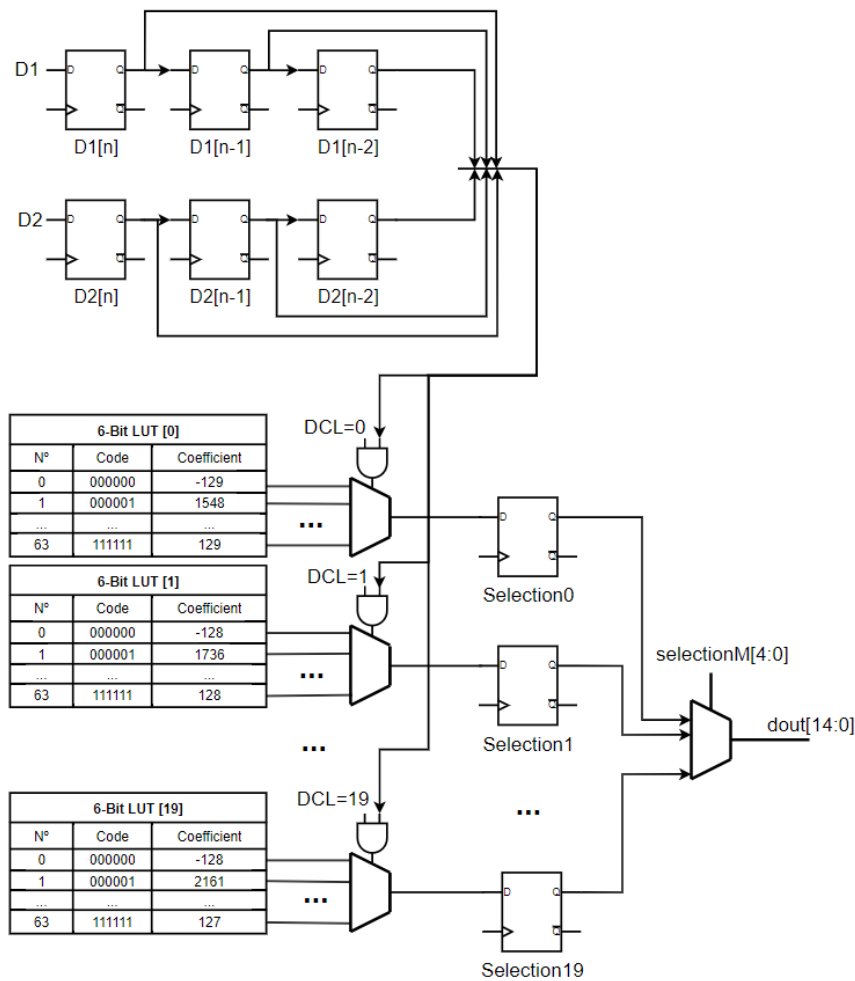 D1
D Q Q
D1[n]
D Q Q
D1[n-1]
D Q Q
D1[n-2]
D2
D Q Q
D2[n]
D Q Q
D2[n-1]
D Q Q
D2[n-2]
DCL=0
6-Bit LUT [0]
Nº Code Coefficient
0 000000 -129
1 000001 1548
... ... ...
63 111111 129
...
D Q Q
Selection0
DCL=1
6-Bit LUT [1]
Nº Code Coefficient
0 000000 -128
1 000001 1736
... ... ...
63 111111 128
...
D Q Q
Selection1
selectionM[4:0]
dout[14:0]
...
...
DCL=19
6-Bit LUT [19]
Nº Code Coefficient
0 000000 -128
1 000001 2161
... ... ...
63 111111 127
...
D Q Q
Selection19